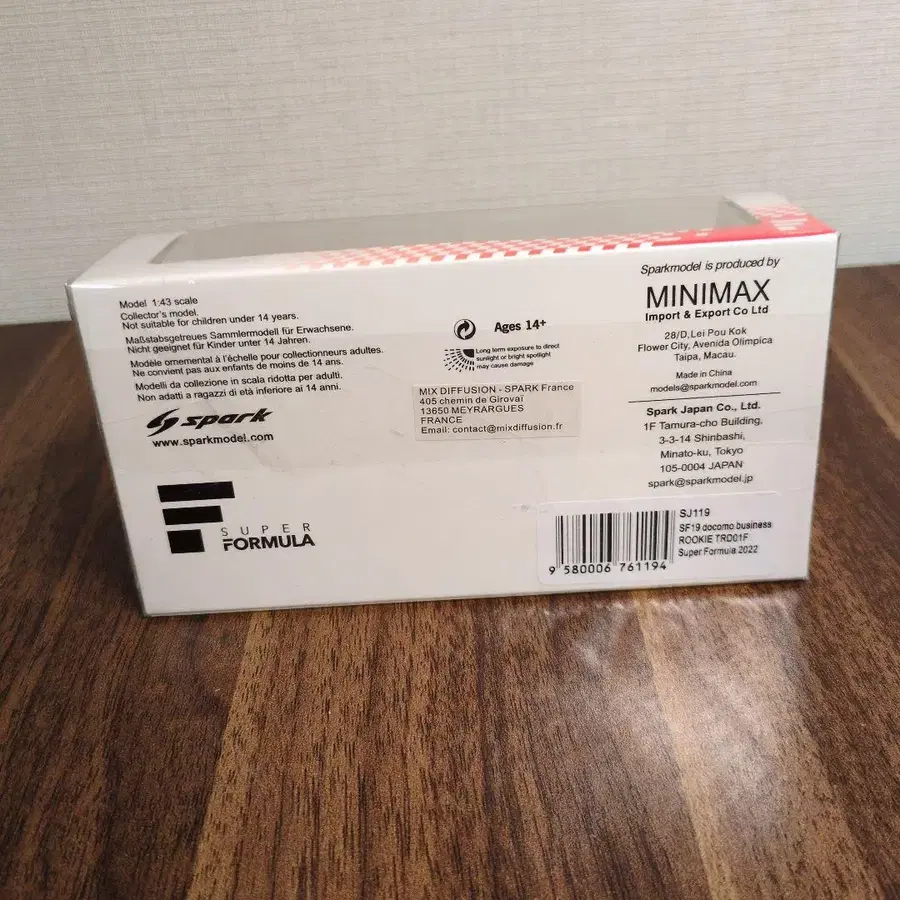 Model 1:43 scale
Collector's model.
Not suitable for children under 14 years.
Maßstabsgetreues Sammlermodell für Erwachsene.
Nicht geeignet für Kinder unter 14 Jahren.
Modèle ornemental à l'échelle pour collectionneurs adultes.
Ne convient pas aux enfants de moins de 14 ans.
Modelli da collezione in scala ridotta per adulti.
Non adatti a ragazzi di età inferiore ai 14 anni.
spark
www.sparkmodel.com
SUPER
FORMULA
Ages 14+
Long term exposure to direct
sunlight or bright spotlight
may cause damage
MIX DIFFUSION - SPARK France
405 chemin de Girovaï
13650 MEYRARGUES
FRANCE
Email: contact@mixdiffusion.fr
Sparkmodel is produced by
MINIMAX
Import & Export Co Ltd
28/D, Lei Pou Kok
Flower City, Avenida Olímpica
Taipa, Macau.
Made in China
models@sparkmodel.com
Spark Japan Co., Ltd.
1F Tamura-cho Building,
3-3-14 Shinbashi,
Minato-ku, Tokyo
105-0004 JAPAN
spark@sparkmodel.jp
9 580006 761194
SJ119
SF19 docomo business
ROOKIE TRD01F
Super Formula 2022